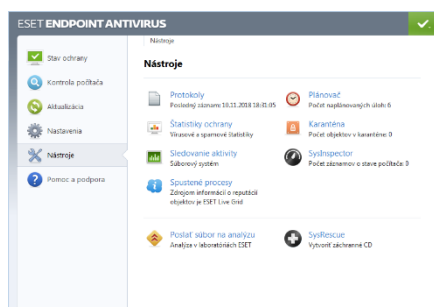 ESET ENDPOINT ANTIVIRUS
Stav ochrany
Kontrola počítača
Aktualizácia
Nastavenia
Nástroje
Pomoc a podpora
Nástroje
Nástroje
Protokoly
Posledný záznam: 10.11.2018 18:41:05
Štatistiky ochrany
Vírusové a spamové štatistiky
Sledovanie aktivity
Súborový systém
Spustené procesy
Zdrojom informácií o reputácii
objektov je ESET Live Grid
Plánovač
Počet naplánovaných úloh: 6
Karanténa
Počet objektov v karanténe: 0
SysInspector
Počet záznamov o stave počítača: 0
Poslať súbor na analýzu
Analýza v laboratóriách ESET
SysRescue
Vytvoriť záchranné CD